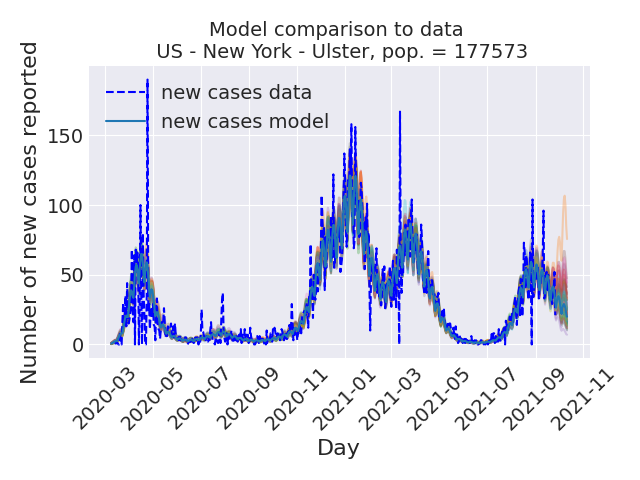 Model comparison to data
US - New York - Ulster, pop. = 177573
Number of new cases reported
new cases data
new cases model
150
100
50
0
2020-03
2020-05
2020-07
2020-09
2020-11
2021-01
2021-03
2021-05
2021-07
2021-09
2021-11
Day